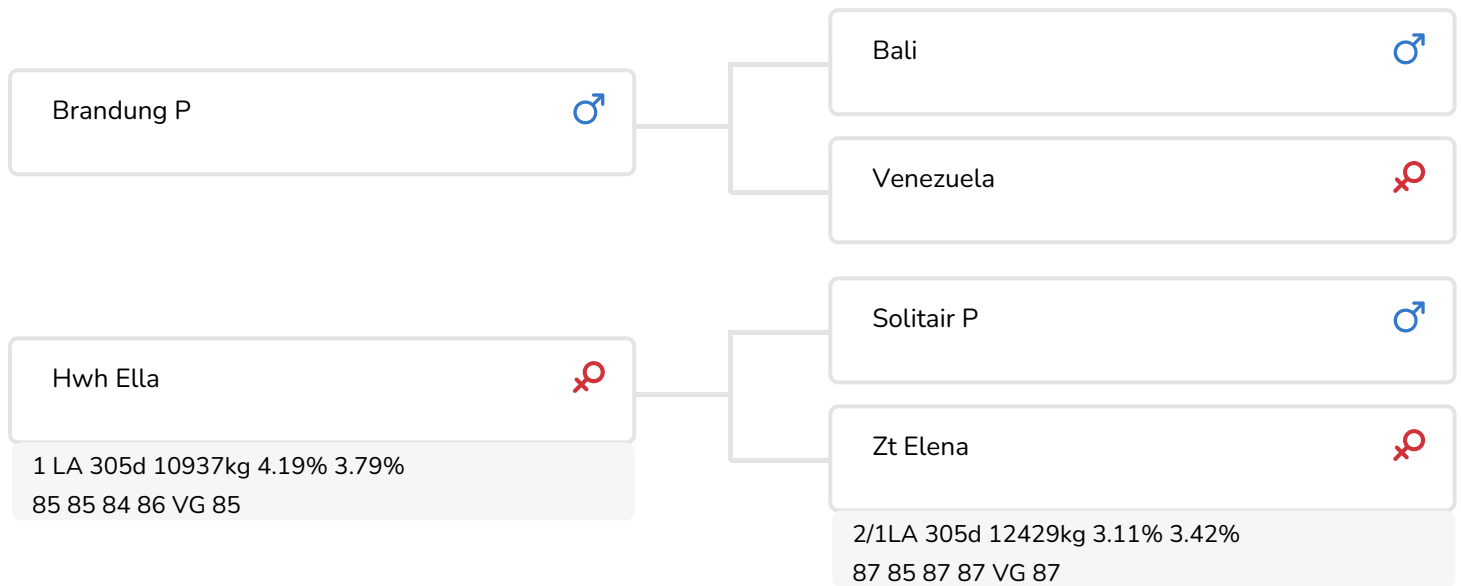 Brandung P
Bali
Venezuela
Hwh Ella
1 LA 305d 10937kg 4.19% 3.79%
85 85 84 86 VG 85
Solitair P
Zt Elena
2/1LA 305d 12429kg 3.11% 3.42%
87 85 87 87 VG 87